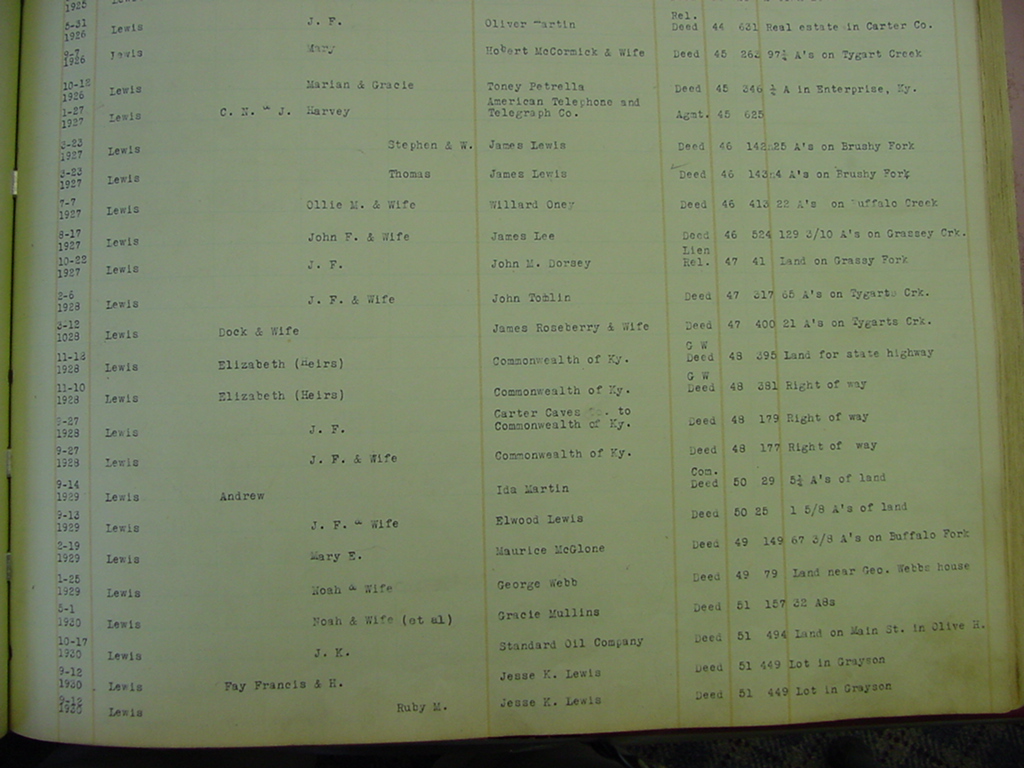 1925
5-31 1926 Lewis J. F. Oliver Martin Rel. Deed 44 631 Real estate in Carter Co.
9-7 1926 Lewis Mary Robert McCormick & Wife Deed 45 262 97¾ A's on Tygart Creek
10-12 1926 Lewis Marian & Gracie Toney Petrella Deed 45 346 ½ A in Enterprise, Ky.
1-27 1927 Lewis C. N. & J. Harvey American Telephone and Telegraph Co. Agmt. 45 625
3-23 1927 Lewis Stephen & W. James Lewis Deed 46 142 25 A's on Brushy Fork
3-23 1927 Lewis Thomas James Lewis Deed 46 143 4 A's on Brushy Fork
7-7 1927 Lewis Ollie M. & Wife Willard Oney Deed 46 413 22 A's on Buffalo Creek
8-17 1927 Lewis John F. & Wife James Lee Deed 46 524 129 3/10 A's on Grassey Crk.
10-22 1927 Lewis J. F. John M. Dorsey Lien Rel. 47 41 Land on Grassy Fork
2-6 1928 Lewis J. F. & Wife John Tomlin Deed 47 317 65 A's on Tygarts Crk.
3-12 1028 Lewis Dock & Wife James Roseberry & Wife Deed 47 400 21 A's on Tygarts Crk.
11-13 1928 Lewis Elizabeth (Heirs) Commonwealth of Ky. G W Deed 48 395 Land for state highway
11-10 1928 Lewis Elizabeth (Heirs) Commonwealth of Ky. G W Deed 48 381 Right of way
9-27 1928 Lewis J. F. Carter Caves to Commonwealth of Ky. Deed 48 179 Right of way
9-27 1928 Lewis J. F. & Wife Commonwealth of Ky. Deed 48 177 Right of way
9-14 1929 Lewis Andrew Ida Martin Com. Deed 50 29 5¼ A's of land
9-13 1929 Lewis J. F. & Wife Elwood Lewis Deed 50 25 1 5/8 A's of land
2-19 1929 Lewis Mary E. Maurice McGlone Deed 49 149 67 3/8 A's on Buffalo Fork
1-25 1929 Lewis Noah & Wife George Webb Deed 49 79 Land near Geo. Webbs house
5-1 1930 Lewis Noah & Wife (et al) Gracie Mullins Deed 51 157 32 A8s
10-17 1930 Lewis J. K. Standard Oil Company Deed 51 494 Land on Main St. in Olive H.
9-12 1930 Lewis Fay Francis & H. Jesse K. Lewis Deed 51 449 Lot in Grayson
9-12 1930 Lewis Ruby M. Jesse K. Lewis Deed 51 449 Lot in Grayson